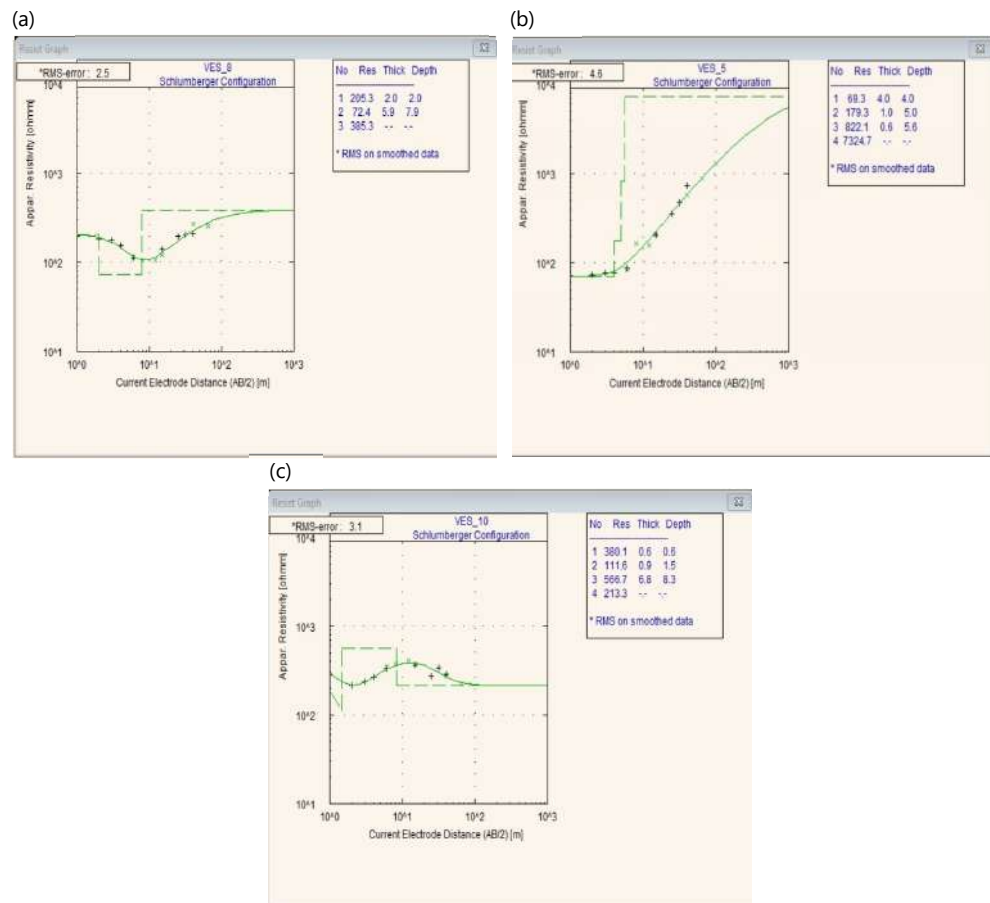 (a)
Resist Graph
*RMS-error: 2.5
VES_8
Schlumberger Configuration
Appar. Resistivity [ohmm]
10^4
10^3
10^2
10^1
10^0 10^1 10^2 10^3
Current Electrode Distance (AB/2) [m]
No Res Thick Depth
1 205.3 2.0 2.0
2 72.4 5.9 7.9
3 385.3 -.- -.-
* RMS on smoothed data
(b)
Resist Graph
*RMS-error: 4.6
VES_5
Schlumberger Configuration
Appar. Resistivity [ohmm]
10^4
10^3
10^2
10^1
10^0 10^1 10^2 10^3
Current Electrode Distance (AB/2) [m]
No Res Thick Depth
1 69.3 4.0 4.0
2 179.3 1.0 5.0
3 822.1 0.6 5.6
4 7324.7 -.- -.-
* RMS on smoothed data
(c)
Resist Graph
*RMS-error: 3.1
VES_10
Schlumberger Configuration
Appar. Resistivity [ohmm]
10^4
10^3
10^2
10^1
10^0 10^1 10^2 10^3
Current Electrode Distance (AB/2) [m]
No Res Thick Depth
1 380.1 0.6 0.6
2 111.6 0.9 1.5
3 566.7 6.8 8.3
4 213.3 -.- -.-
* RMS on smoothed data